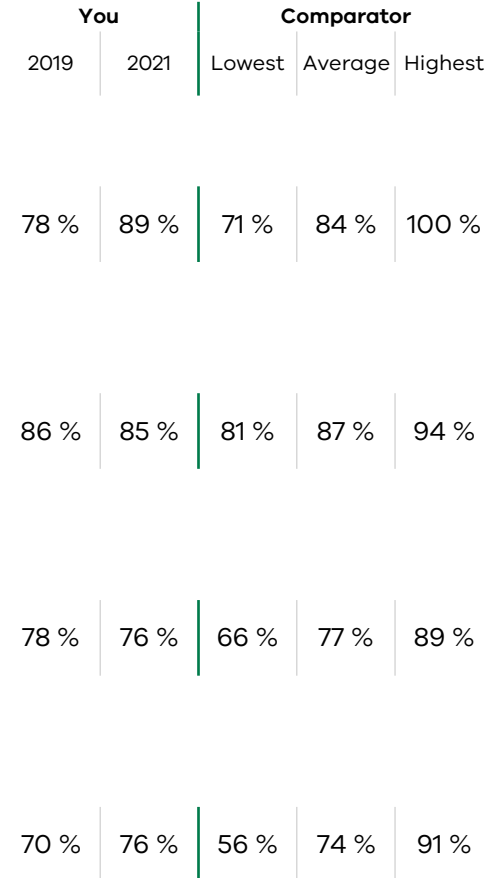 You Comparator
2019 2021 Lowest Average Highest
78 % 89 % 71 % 84 % 100 %
86 % 85 % 81 % 87 % 94 %
78 % 76 % 66 % 77 % 89 %
70 % 76 % 56 % 74 % 91 %